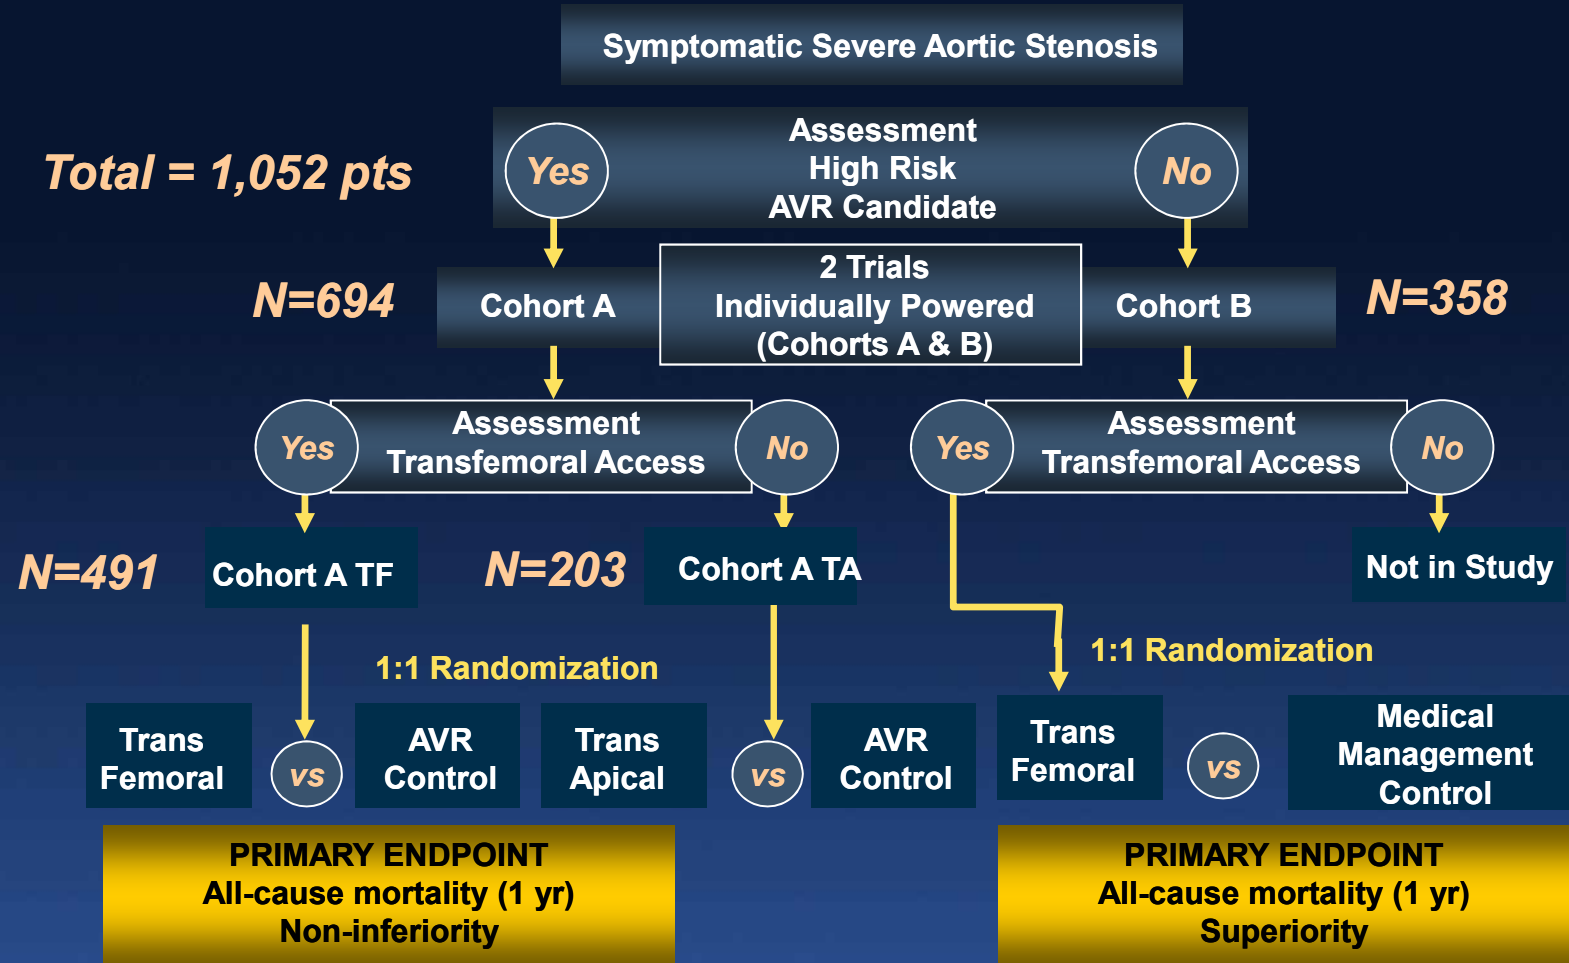 Symptomatic Severe Aortic Stenosis
Total = 1,052 pts
Yes
Assessment
High Risk
AVR Candidate
No
N=694
Cohort A
2 Trials
Individually Powered
(Cohorts A & B)
Cohort B
N=358
Yes
Assessment
Transfemoral Access
No
Yes
Assessment
Transfemoral Access
No
N=491
Cohort A TF
N=203
Cohort A TA
Not in Study
1:1 Randomization
1:1 Randomization
Trans
Femoral
vs
AVR
Control
Trans
Apical
vs
AVR
Control
Trans
Femoral
vs
Medical
Management
Control
PRIMARY ENDPOINT
All-cause mortality (1 yr)
Non-inferiority
PRIMARY ENDPOINT
All-cause mortality (1 yr)
Superiority